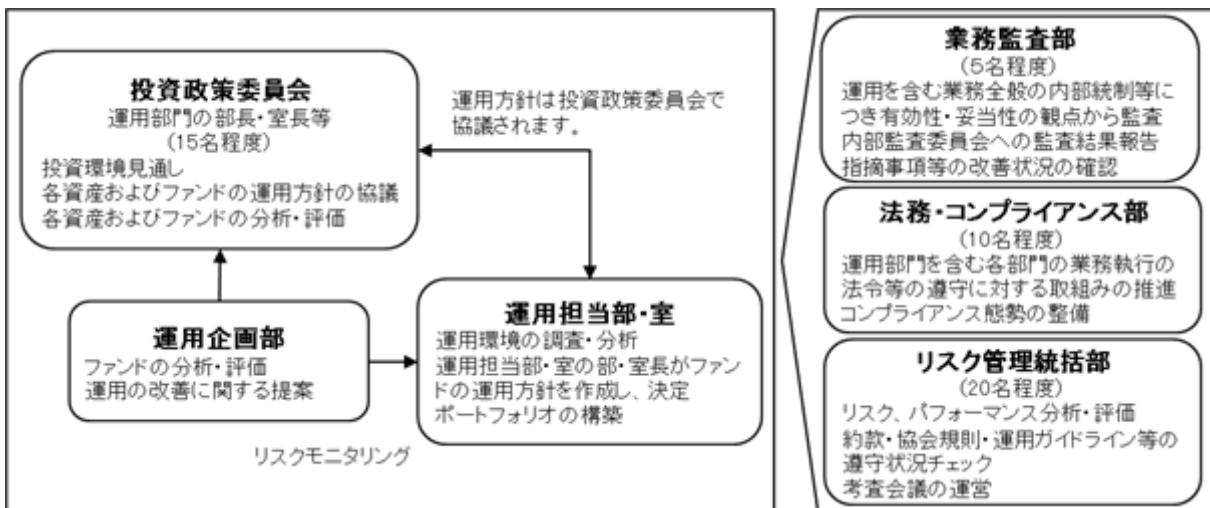 投資政策委員会
運用部門の部長・室長等
(15名程度)
投資環境見通し
各資産およびファンドの運用方針の協議
各資産およびファンドの分析・評価
運用方針は投資政策委員会で
協議されます。
運用企画部
ファンドの分析・評価
運用の改善に関する提案
運用担当部・室
運用環境の調査・分析
運用担当部・室の部・室長がファン
ドの運用方針を作成し、決定
ポートフォリオの構築
リスクモニタリング
業務監査部
(5名程度)
運用を含む業務全般の内部統制等に
つき有効性・妥当性の観点から監査
内部監査委員会への監査結果報告
指摘事項等の改善状況の確認
法務・コンプライアンス部
(10名程度)
運用部門を含む各部門の業務執行の
法令等の遵守に対する取組みの推進
コンプライアンス態勢の整備
リスク管理統括部
(20名程度)
リスク、パフォーマンス分析・評価
約款・協会規則・運用ガイドライン等の
遵守状況チェック
考査会議の運営